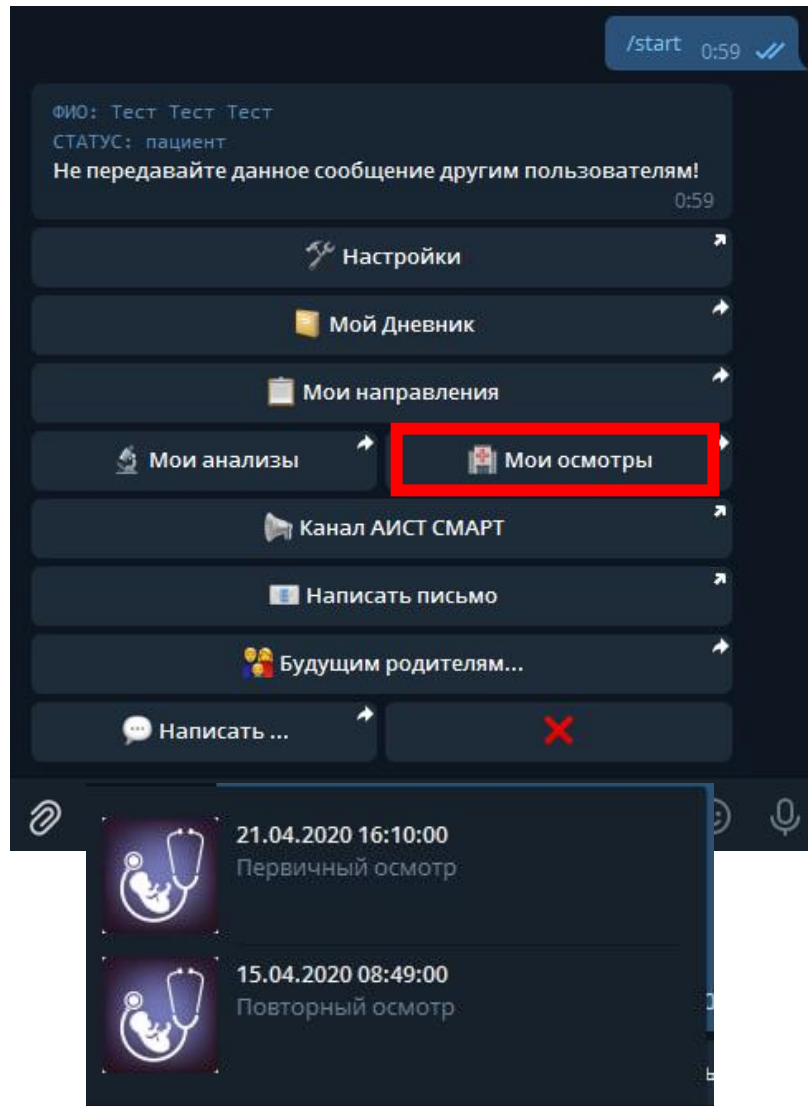 /start 0:59
ФИО: Тест Тест Тест
СТАТУС: пациент
Не передавайте данное сообщение другим пользователям!
0:59
Настройки
Мой Дневник
Мои направления
Мои анализы
Мои осмотры
Канал АИСТ СМАРТ
Написать письмо
Будущим родителям...
Написать ...
21.04.2020 16:10:00
Первичный осмотр
15.04.2020 08:49:00
Повторный осмотр